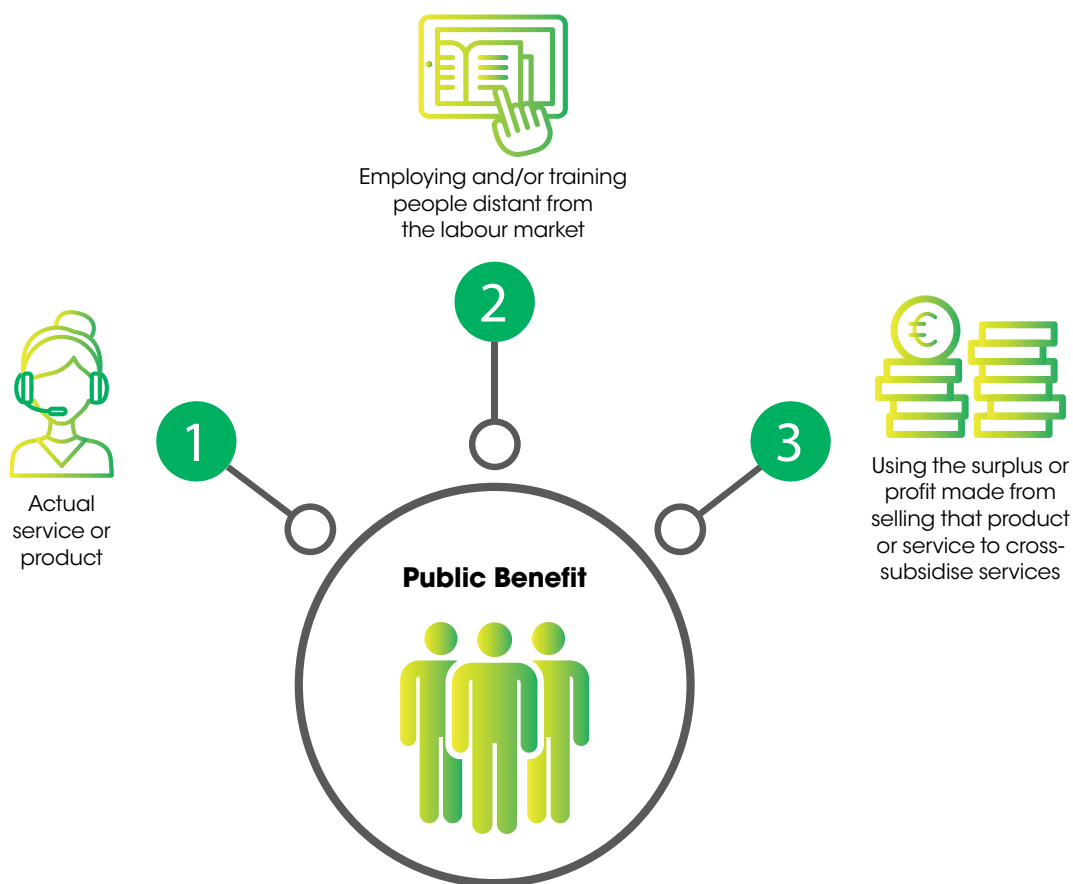 Employing and/or training
people distant from
the labour market
2
1
Actual
service or
product
3
€
Using the surplus or
profit made from
selling that product
or service to cross-
subsidise services
Public Benefit